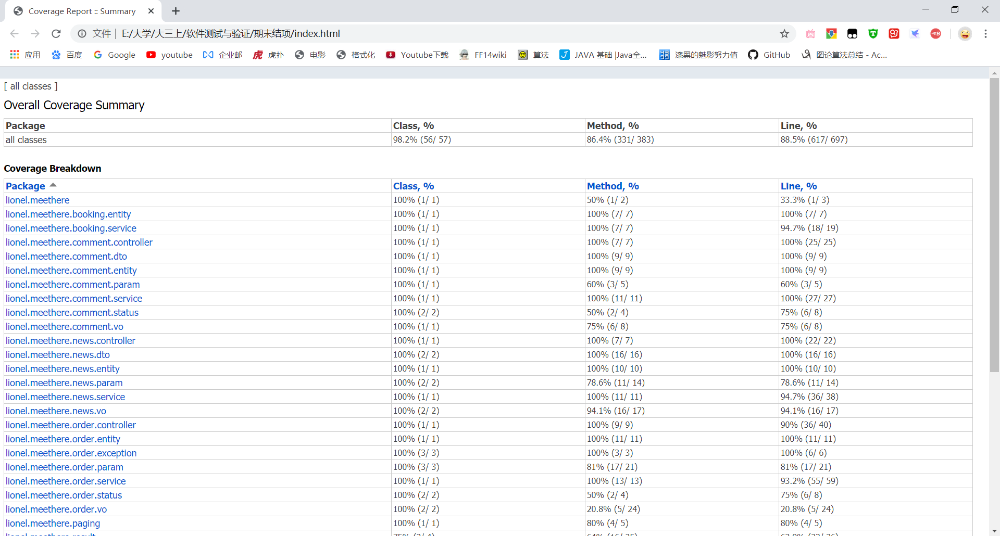 Coverage Report :: Summary
文件 | E:/大学/大三上/软件测试与验证/期末结项/index.html
应用 百度 Google youtube 企业邮 虎扑 电影 格式化 Youtube下载 FF14wiki 算法 JAVA 基础 |Java全... 漆黑的魅影努力值 GitHub 图论算法总结 - Ac...
[ all classes ]
Overall Coverage Summary
Package Class, % Method, % Line, %
all classes 98.2% (56/ 57) 86.4% (331/ 383) 88.5% (617/ 697)
Coverage Breakdown
Package Class, % Method, % Line, %
lionel.meethere 100% (1/ 1) 50% (1/ 2) 33.3% (1/ 3)
lionel.meethere.booking.entity 100% (1/ 1) 100% (7/ 7) 100% (7/ 7)
lionel.meethere.booking.service 100% (1/ 1) 100% (7/ 7) 94.7% (18/ 19)
lionel.meethere.comment.controller 100% (1/ 1) 100% (7/ 7) 100% (25/ 25)
lionel.meethere.comment.dto 100% (1/ 1) 100% (9/ 9) 100% (9/ 9)
lionel.meethere.comment.entity 100% (1/ 1) 100% (9/ 9) 100% (9/ 9)
lionel.meethere.comment.param 100% (1/ 1) 60% (3/ 5) 60% (3/ 5)
lionel.meethere.comment.service 100% (1/ 1) 100% (11/ 11) 100% (27/ 27)
lionel.meethere.comment.status 100% (2/ 2) 50% (2/ 4) 75% (6/ 8)
lionel.meethere.comment.vo 100% (1/ 1) 75% (6/ 8) 75% (6/ 8)
lionel.meethere.news.controller 100% (1/ 1) 100% (7/ 7) 100% (22/ 22)
lionel.meethere.news.dto 100% (2/ 2) 100% (16/ 16) 100% (16/ 16)
lionel.meethere.news.entity 100% (1/ 1) 100% (10/ 10) 100% (10/ 10)
lionel.meethere.news.param 100% (2/ 2) 78.6% (11/ 14) 78.6% (11/ 14)
lionel.meethere.news.service 100% (1/ 1) 100% (11/ 11) 94.7% (36/ 38)
lionel.meethere.news.vo 100% (2/ 2) 94.1% (16/ 17) 94.1% (16/ 17)
lionel.meethere.order.controller 100% (1/ 1) 100% (9/ 9) 90% (36/ 40)
lionel.meethere.order.entity 100% (1/ 1) 100% (11/ 11) 100% (11/ 11)
lionel.meethere.order.exception 100% (3/ 3) 100% (3/ 3) 100% (6/ 6)
lionel.meethere.order.param 100% (3/ 3) 81% (17/ 21) 81% (17/ 21)
lionel.meethere.order.service 100% (1/ 1) 100% (13/ 13) 93.2% (55/ 59)
lionel.meethere.order.status 100% (2/ 2) 50% (2/ 4) 75% (6/ 8)
lionel.meethere.order.vo 100% (2/ 2) 20.8% (5/ 24) 20.8% (5/ 24)
lionel.meethere.paging 100% (1/ 1) 80% (4/ 5) 80% (4/ 5)